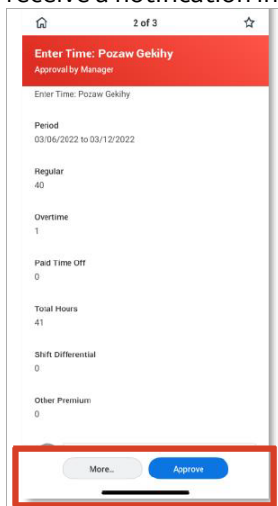 receive a notification in
2 of 3
Enter Time: Pozaw Gekihy
Approval by Manager
Enter Time: Pozaw Gekihy
Period
03/06/2022 to 03/12/2022
Regular
40
Overtime
1
Paid Time Off
0
Total Hours
41
Shift Differential
0
Other Premium
0
More..
Approve